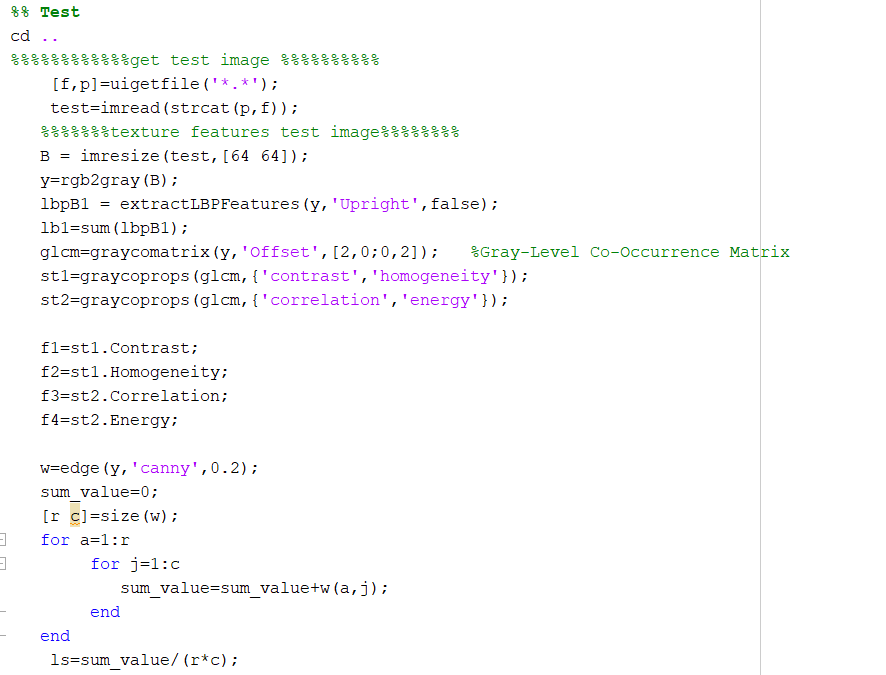 %% Test
cd ..
%%%%%%%%%%%%get test image %%%%%%%%%%
[f,p]=uigetfile('*.*');
test=imread(strcat(p,f));
%%%%%%%texture features test image%%%%%%%%
B = imresize(test,[64 64]);
y=rgb2gray(B);
lbpB1 = extractLBPFeatures(y,'Upright',false);
lb1=sum(lbpB1);
glcm=graycomatrix(y,'Offset',[2,0;0,2]);   %Gray-Level Co-Occurrence Matrix
st1=graycoprops(glcm,{'contrast','homogeneity'});
st2=graycoprops(glcm,{'correlation','energy'});
f1=st1.Contrast;
f2=st1.Homogeneity;
f3=st2.Correlation;
f4=st2.Energy;
w=edge(y,'canny',0.2);
sum_value=0;
[r c]=size(w);
for a=1:r
for j=1:c
sum_value=sum_value+w(a,j);
end
end
ls=sum_value/(r*c);